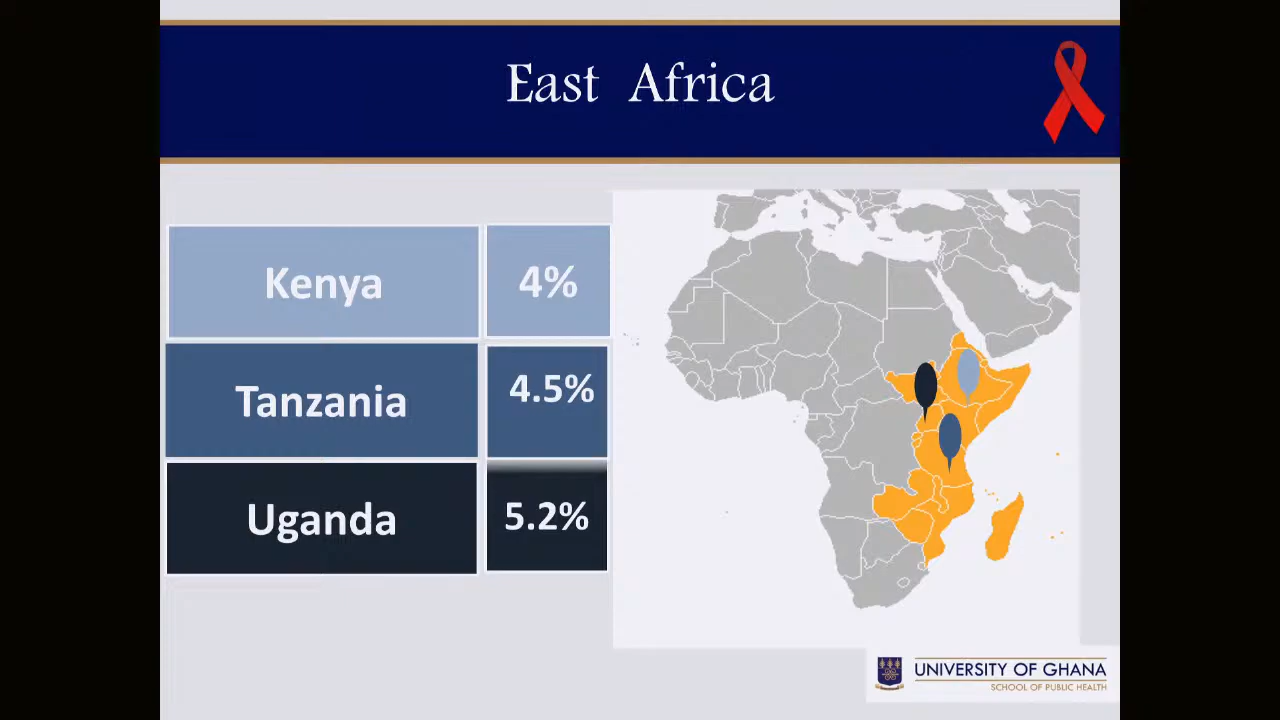 East Africa
Kenya 4%
Tanzania 4.5%
Uganda 5.2%
UNIVERSITY OF GHANA
SCHOOL OF PUBLIC HEALTH